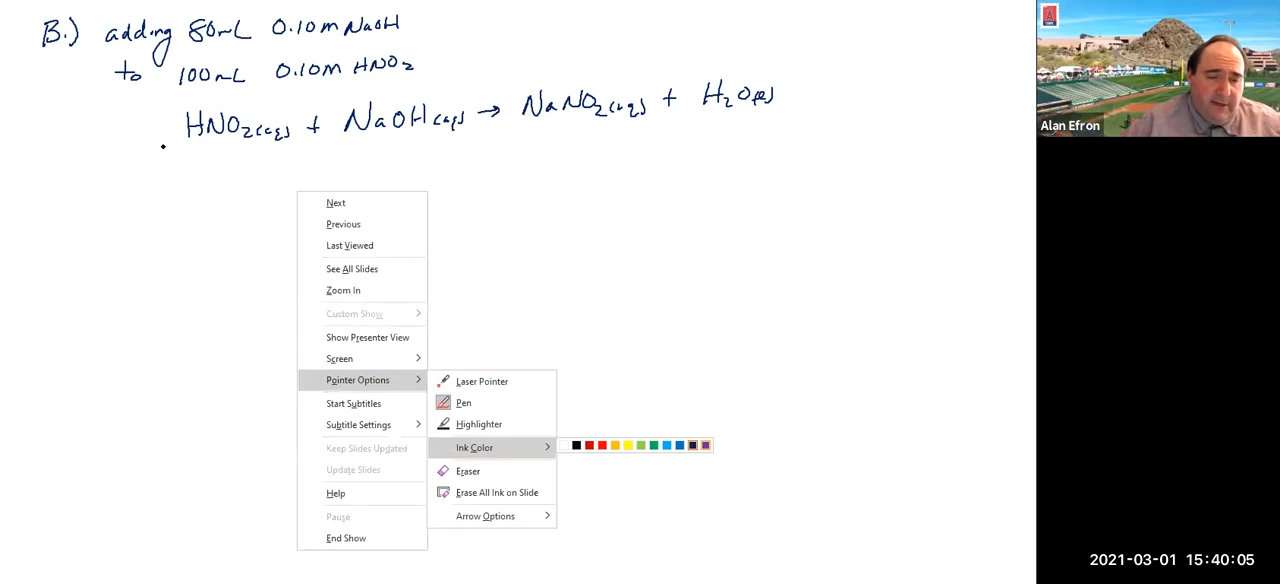 B.) adding 80mL 0.10m NaOH
to 100mL 0.10m HNO2
HNO2(aq) + NaOH(aq) → NaNO2(aq) + H2O(l)
Next
Previous
Last Viewed
See All Slides
Zoom In
Custom Show
Show Presenter View
Screen
Pointer Options
Start Subtitles
Subtitle Settings
Keep Slides Updated
Update Slides
Help
Pause
End Show
Laser Pointer
Pen
Highlighter
Ink Color
Eraser
Erase All Ink on Slide
Arrow Options
A
Alan Efron
2021-03-01 15:40:05